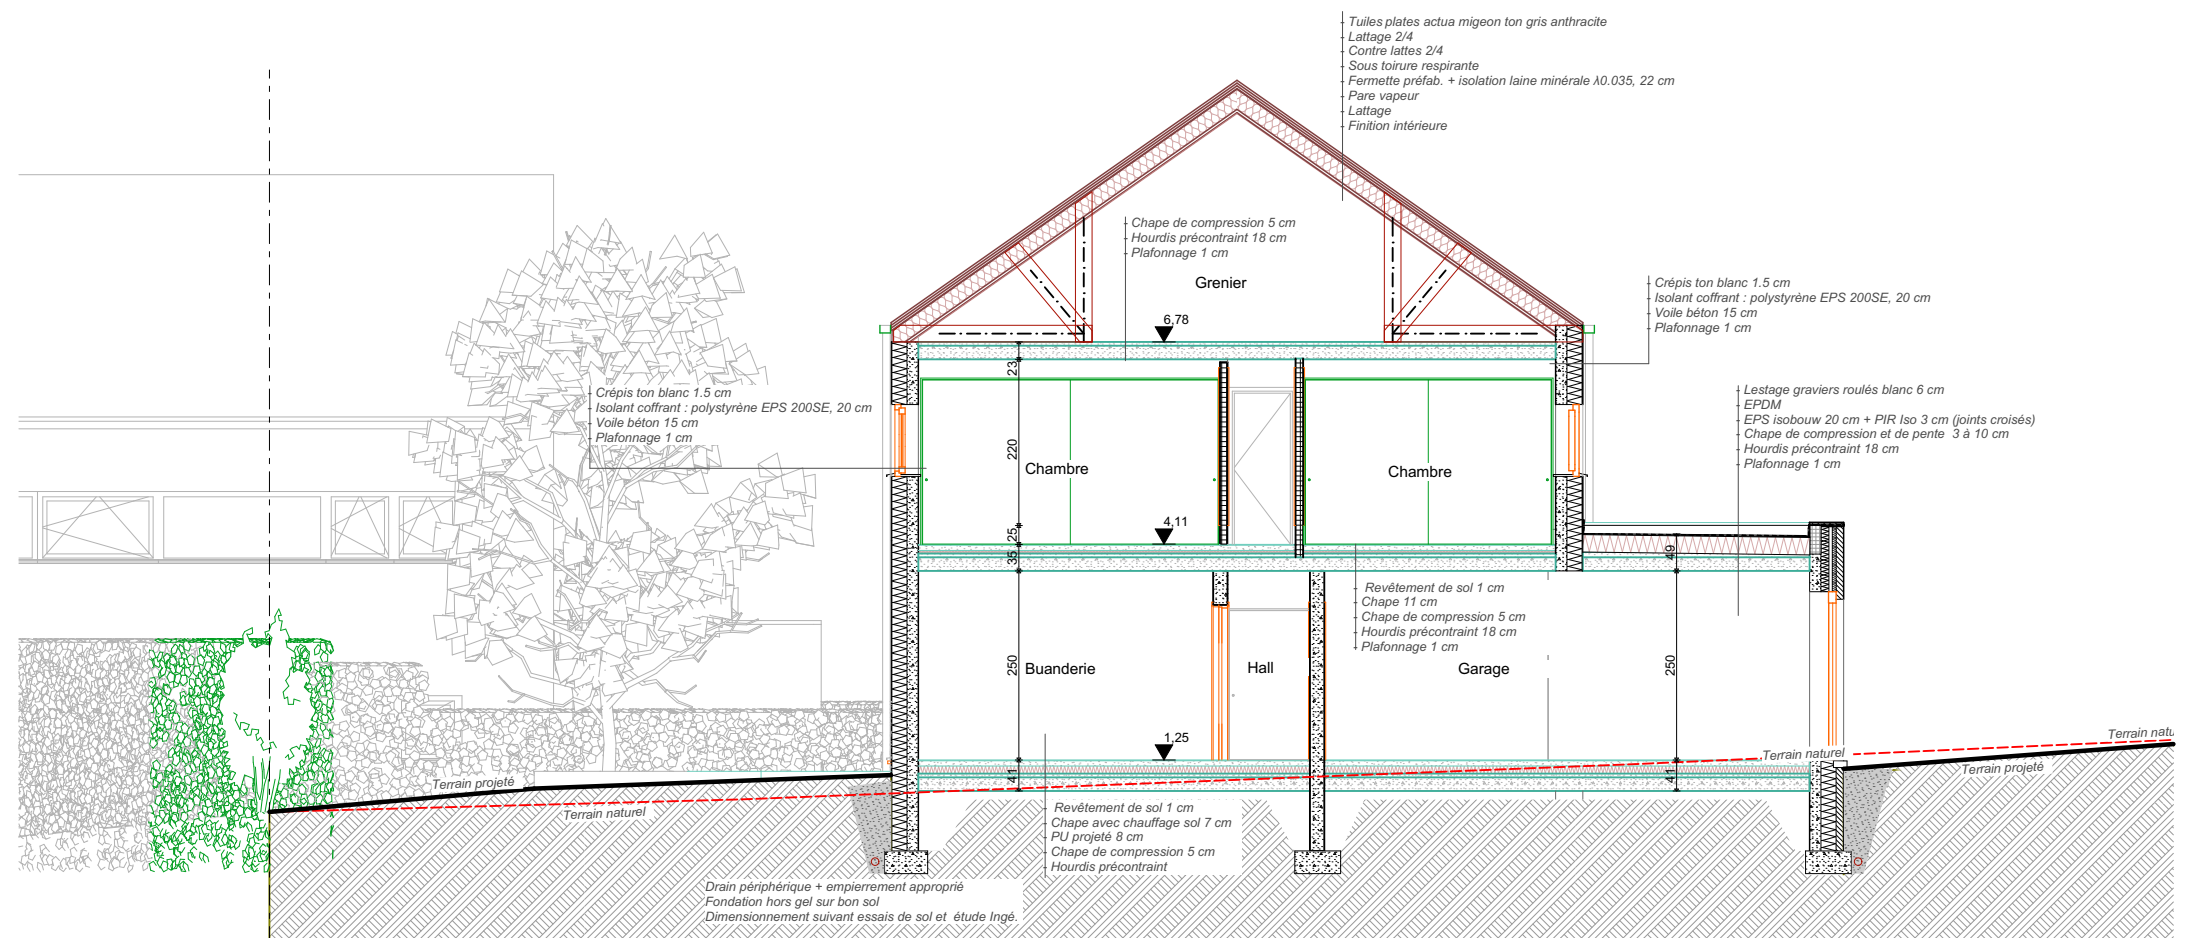 Tuiles plates actua migeon ton gris anthracite
Lattage 2/4
Contre lattes 2/4
Sous toirure respirante
Fermette préfab. + isolation laine minérale λ0.035, 22 cm
Pare vapeur
Lattage
Finition intérieure
Chape de compression 5 cm
Hourdis précontraint 18 cm
Plafonnage 1 cm
Grenier
6,78
Crépis ton blanc 1.5 cm
Isolant coffrant : polystyrène EPS 200SE, 20 cm
Voile béton 15 cm
Plafonnage 1 cm
23
Crépis ton blanc 1.5 cm
Isolant coffrant : polystyrène EPS 200SE, 20 cm
Voile béton 15 cm
Plafonnage 1 cm
Lestage graviers roulés blanc 6 cm
EPDM
EPS isobouw 20 cm + PIR Iso 3 cm (joints croisés)
Chape de compression et de pente 3 à 10 cm
Hourdis précontraint 18 cm
Plafonnage 1 cm
220
Chambre
Chambre
4,11
25
35
49
Revêtement de sol 1 cm
Chape 11 cm
Chape de compression 5 cm
Hourdis précontraint 18 cm
Plafonnage 1 cm
250
Buanderie
Hall
Garage
250
1,25
Terrain natu
Terrain naturel
Terrain projeté
Terrain projeté
41
41
Terrain naturel
Revêtement de sol 1 cm
Chape avec chauffage sol 7 cm
PU projeté 8 cm
Chape de compression 5 cm
Hourdis précontraint
Drain périphérique + empierrement approprié
Fondation hors gel sur bon sol
Dimensionnement suivant essais de sol et étude Ingé.